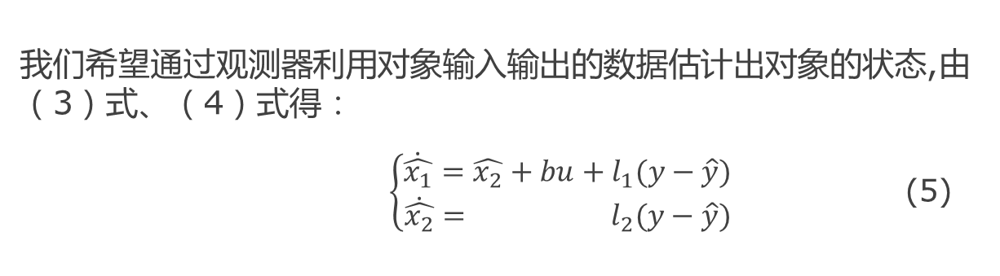 我们希望通过观测器利用对象输入输出的数据估计出对象的状态,由
（3）式、（4）式得：
$\begin{cases} \dot{\widehat{x_1}} = \widehat{x_2} + bu + l_1(y - \hat{y}) \\ \dot{\widehat{x_2}} = \qquad\qquad l_2(y - \hat{y}) \end{cases}$ (5)